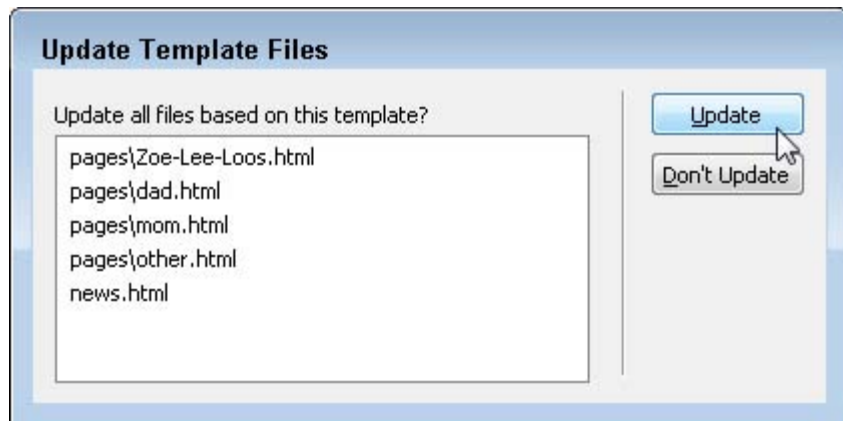 Update Template Files
Update all files based on this template?
Update
pages\Zoe-Lee-Loos.html
Don't Update
pages\dad.html
pages\mom.html
pages\other.html
news.html